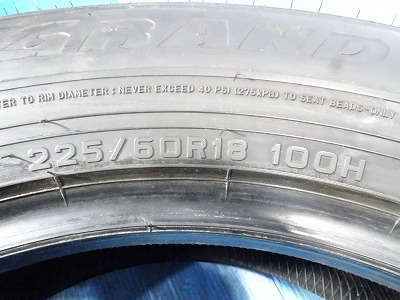 GRAND
TER TO RIM DIAMETER : NEVER EXCEED 40 PSI (275kPa) TO SEAT BEADS-ONLY
225/60R18 100H